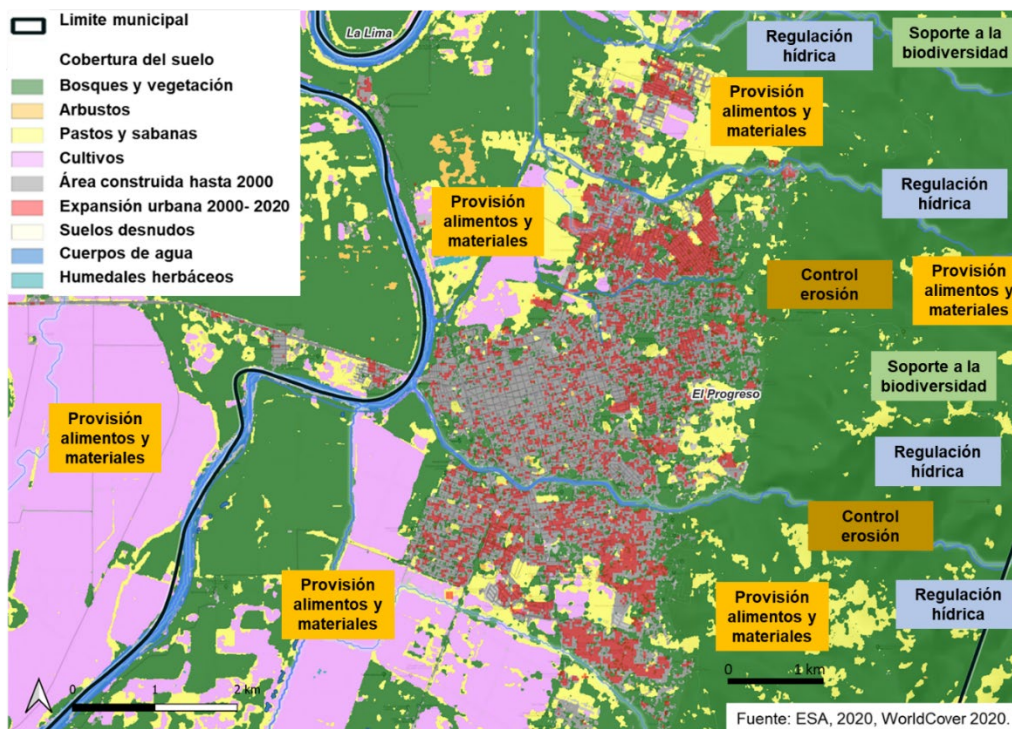 Limite municipal
Cobertura del suelo
Bosques y vegetación
Arbustos
Pastos y sabanas
Cultivos
Área construida hasta 2000
Expansión urbana 2000- 2020
Suelos desnudos
Cuerpos de agua
Humedales herbáceos
La Lima
Regulación
hídrica
Soporte a la
biodiversidad
Provisión
alimentos y
materiales
Provisión
alimentos y
materiales
Regulación
hídrica
Control
erosión
Provisión
alimentos y
materiales
Soporte a la
biodiversidad
El Progreso
Provisión
alimentos y
materiales
Regulación
hídrica
Control
erosión
Provisión
alimentos y
materiales
Provisión
alimentos y
materiales
Regulación
hídrica
0 1 2 km
0 1 km
Fuente: ESA, 2020, WorldCover 2020.